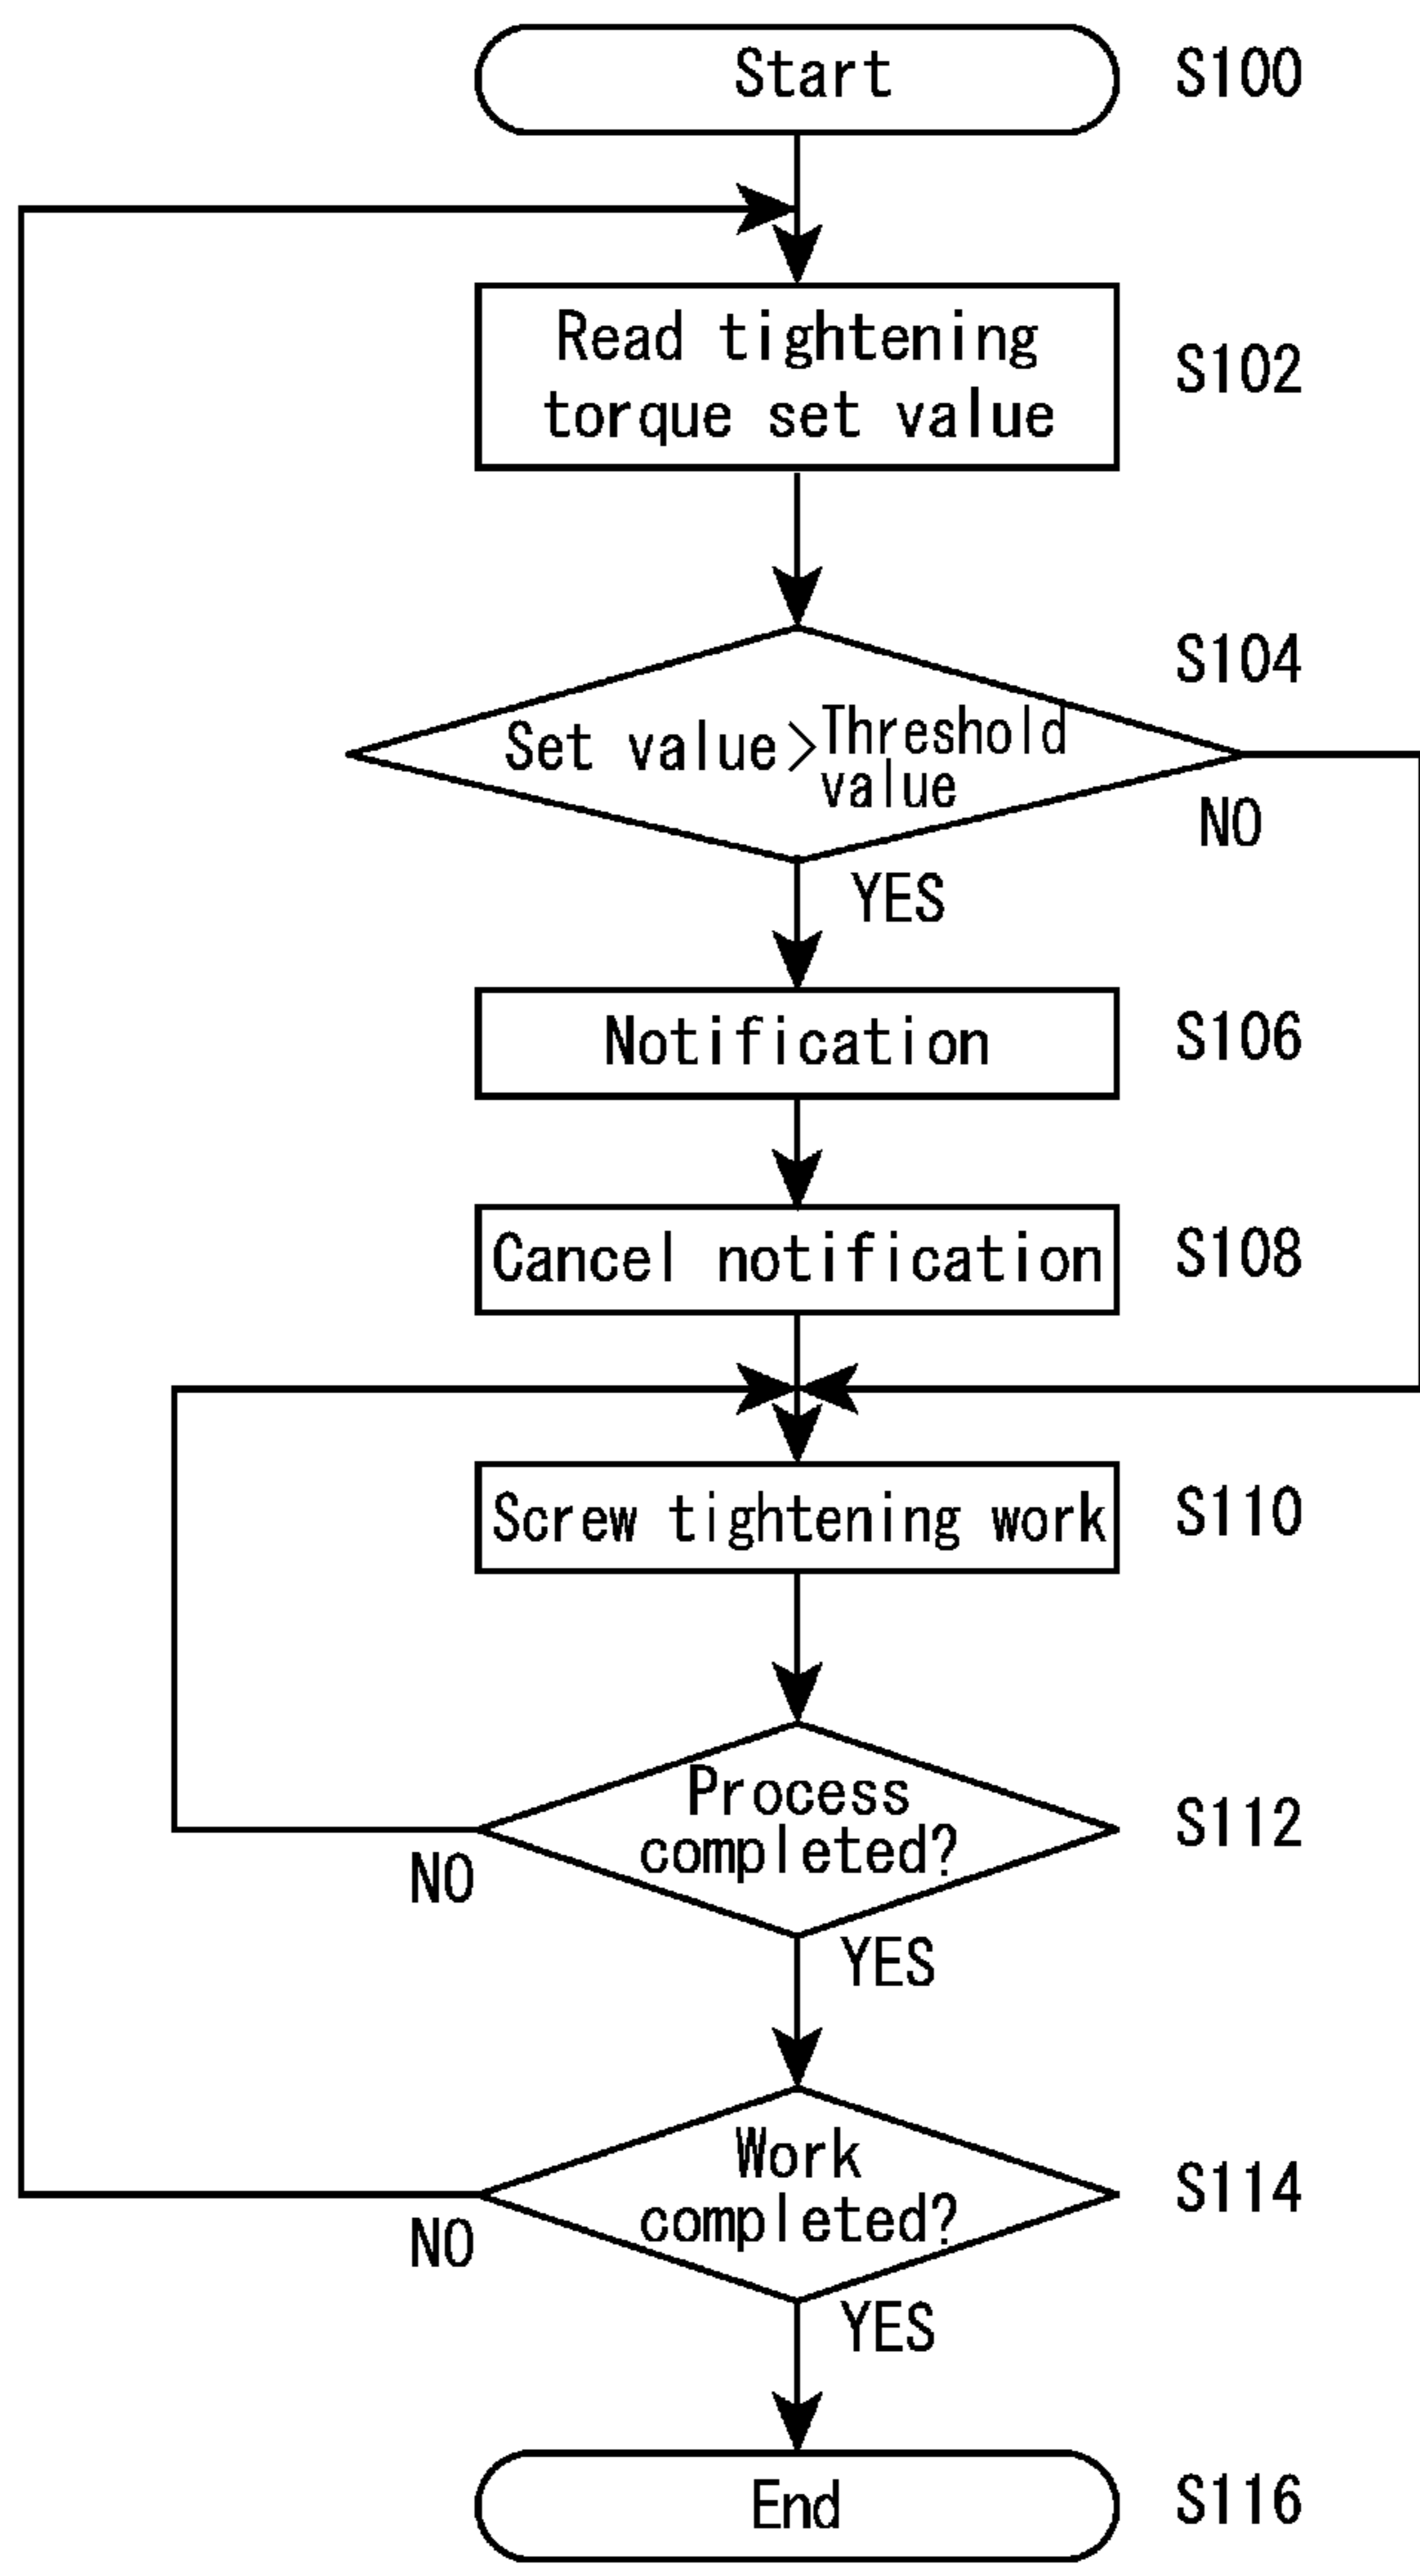 Start
S100
Read tightening
torque set value
S102
S104
Set value>Threshold
value
NO
YES
Notification
S106
Cancel notification
S108
Screw tightening work
S110
Process
completed?
S112
NO
YES
Work
completed?
S114
NO
YES
End
S116